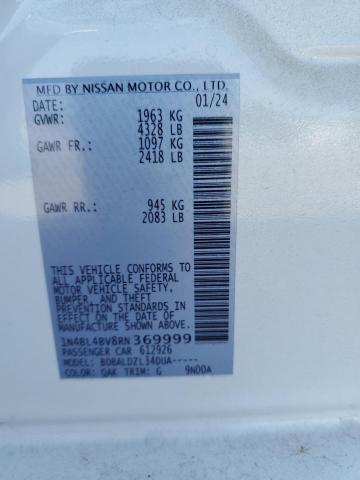 MFD BY NISSAN MOTOR CO., LTD.
DATE: 01/24
GVWR: 1963 KG
4328 LB
GAWR FR.: 1097 KG
2418 LB
GAWR RR.: 945 KG
2083 LB
THIS VEHICLE CONFORMS TO
ALL APPLICABLE FEDERAL
MOTOR VEHICLE SAFETY,
BUMPER, AND THEFT
PREVENTION STANDARDS
IN EFFECT ON THE DATE OF
MANUFACTURE SHOWN ABOVE.
1N4BL4BV8RN369999
PASSENGER CAR 612926
MODEL: BDBALDZL34DUA-----
COLOR: QAK TRIM: G 9N00A